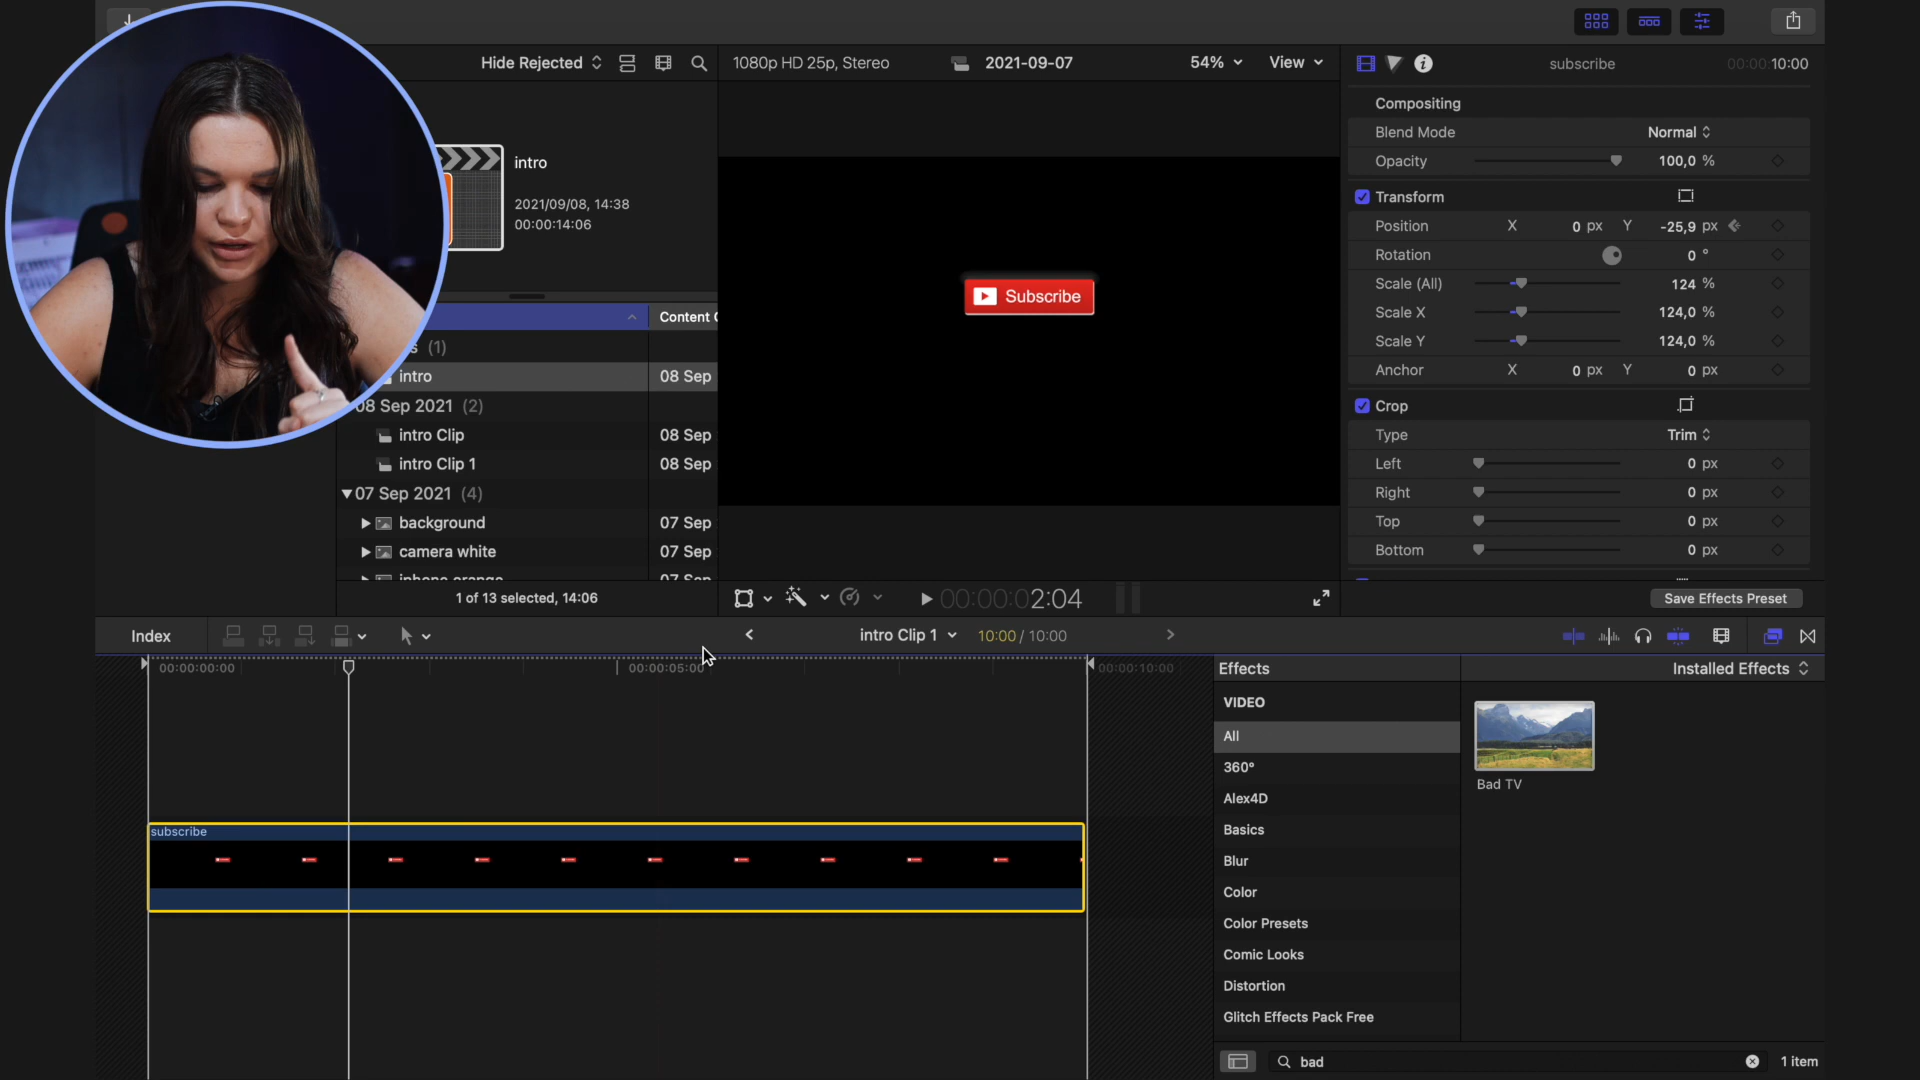 Hide Rejected
1080p HD 25p, Stereo
2021-09-07
54%
View
subscribe
00:00:10:00
intro
2021/09/08, 14:38
00:00:14:06
Content
s (1)
intro 08 Sep
08 Sep 2021 (2)
intro Clip 08 Sep
intro Clip 1 08 Sep
07 Sep 2021 (4)
background 07 Sep
camera white 07 Sep
iphone orange 07 Sep
1 of 13 selected, 14:06
Subscribe
00:00:02:04
Compositing
Blend Mode Normal
Opacity 100,0 %
Transform
Position X 0 px Y -25,9 px
Rotation 0 °
Scale (All) 124 %
Scale X 124,0 %
Scale Y 124,0 %
Anchor X 0 px Y 0 px
Crop
Type Trim
Left 0 px
Right 0 px
Top 0 px
Bottom 0 px
Save Effects Preset
Index
intro Clip 1
10:00 / 10:00
00:00:00:00
00:00:05:00
00:00:10:00
subscribe
Effects
Installed Effects
VIDEO
All
360°
Alex4D
Basics
Blur
Color
Color Presets
Comic Looks
Distortion
Glitch Effects Pack Free
Bad TV
bad
1 item